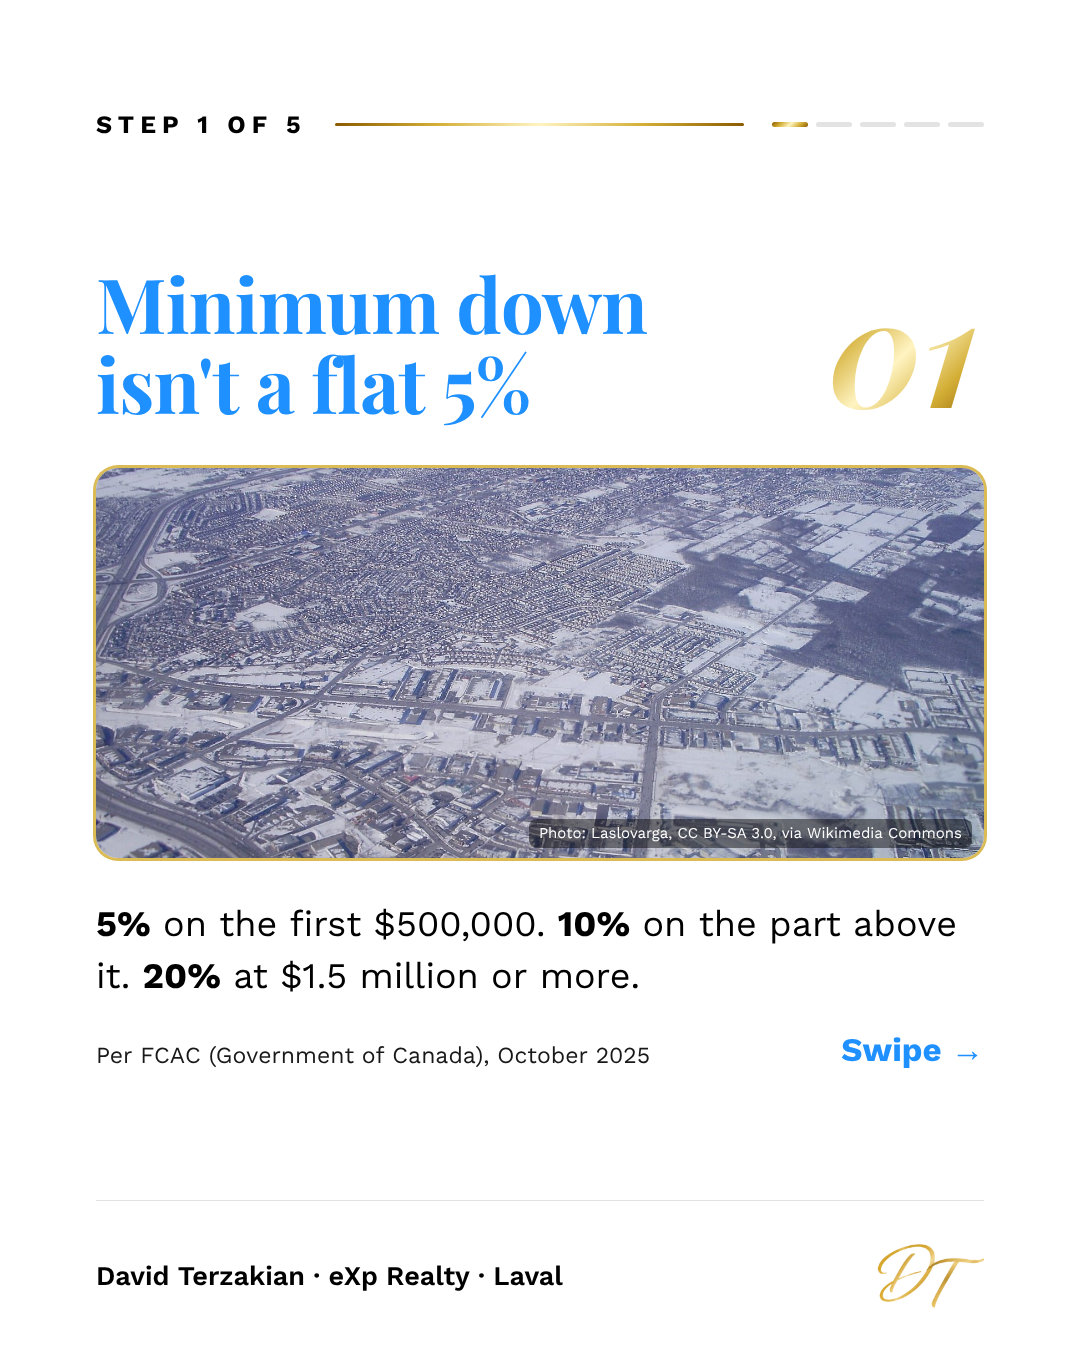 STEP 1 OF 5
Minimum down
isn't a flat 5%
01
Photo: Laslovarga, CC BY-SA 3.0, via Wikimedia Commons
5% on the first $500,000. 10% on the part above
it. 20% at $1.5 million or more.
Per FCAC (Government of Canada), October 2025
Swipe →
David Terzakian · eXp Realty · Laval
DT